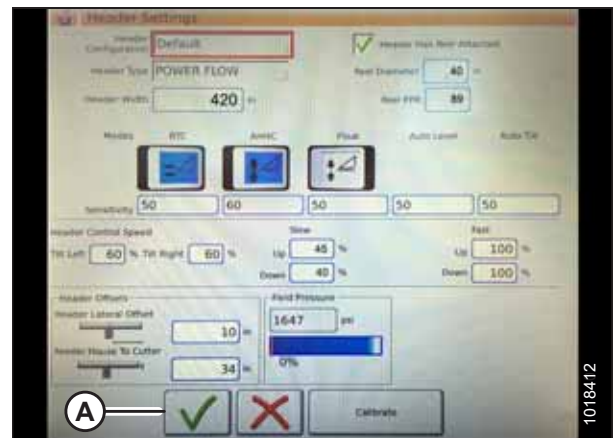 Header Settings
Header Configuration Default
Header Has Reel Attached
Header Type POWER FLOW
Reel Diameter 40 in
Header Width 420 in
Reel PPR 89
Modes RTC AHHC Float Auto Level Auto Tilt
Sensitivity 50 60 50 50 50
Header Control Speed
Slow
Fast
Tilt Left 60 % Tilt Right 60 %
Up 48 %
Up 100 %
Down 40 %
Down 100 %
Header Offsets
Field Pressure
Header Lateral Offset
10 in
1647 psi
Feeder House To Cutter
34 in
0%
A
Calibrate
1018412